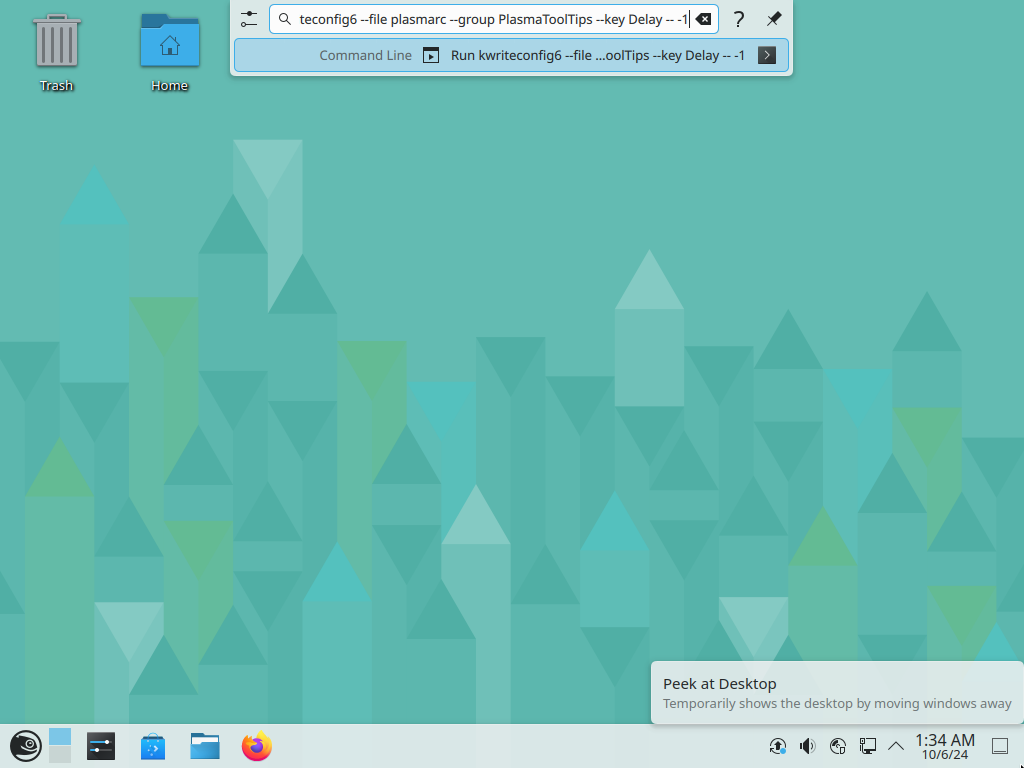 teconfig6 --file plasmarc --group PlasmaToolTips --key Delay -- -1
?
Command Line Run kwriteconfig6 --file ...oolTips --key Delay -- -1
Trash
Home
Peek at Desktop
Temporarily shows the desktop by moving windows away
1:34 AM
10/6/24